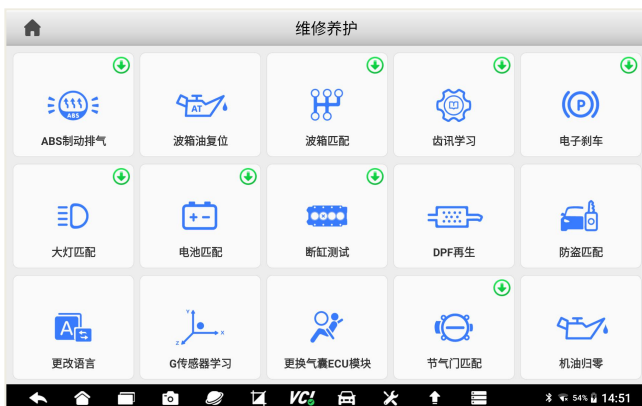 维修养护
ABS
ABS制动排气
AT
波箱油复位
波箱匹配
齿讯学习
P
电子刹车
大灯匹配
电池匹配
断缸测试
DPF再生
防盗匹配
A
更改语言
Y
X
Z
G传感器学习
更换气囊ECU模块
节气门匹配
机油归零
VC! 54% 14:51